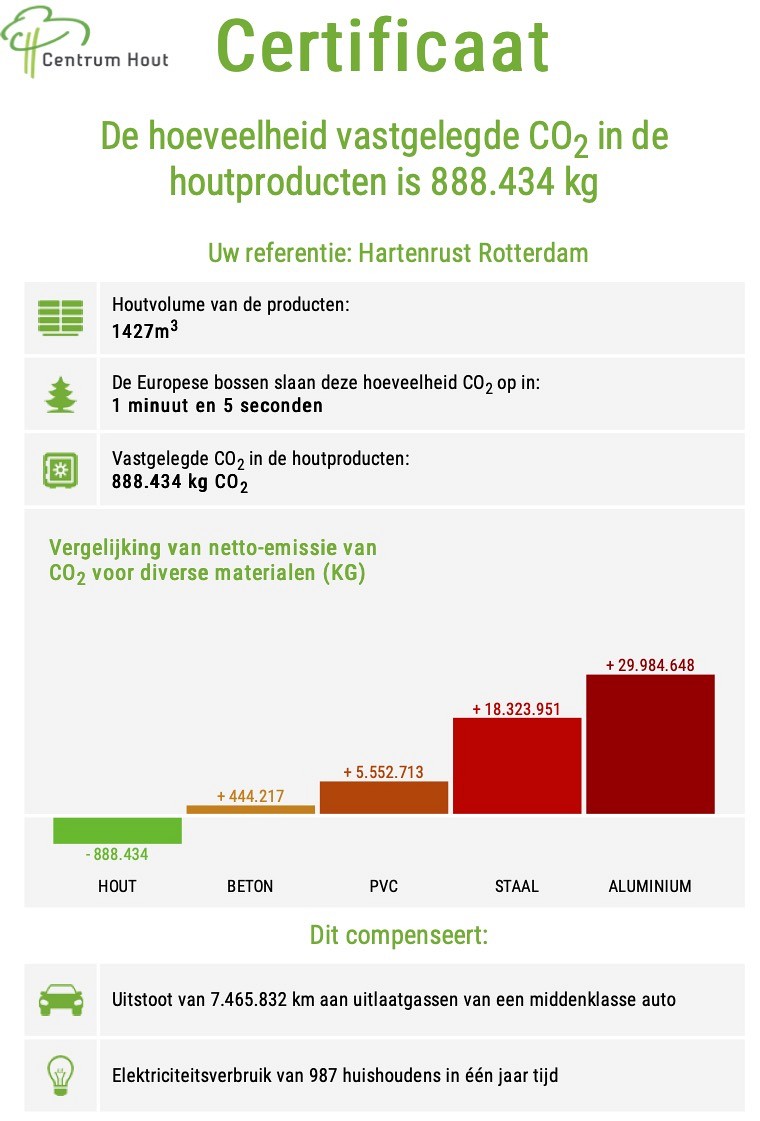 Centrum Hout
Certificaat
De hoeveelheid vastgelegde CO₂ in de
houtproducten is 888.434 kg
Uw referentie: Hartenrust Rotterdam
Houtvolume van de producten:
1427m³
De Europese bossen slaan deze hoeveelheid CO₂ op in:
1 minuut en 5 seconden
Vastgelegde CO₂ in de houtproducten:
888.434 kg CO₂
Vergelijking van netto-emissie van
CO₂ voor diverse materialen (KG)
+ 29.984.648
+ 18.323.951
+ 5.552.713
+ 444.217
- 888.434
HOUT BETON PVC STAAL ALUMINIUM
Dit compenseert:
Uitstoot van 7.465.832 km aan uitlaatgassen van een middenklasse auto
Elektriciteitsverbruik van 987 huishoudens in één jaar tijd